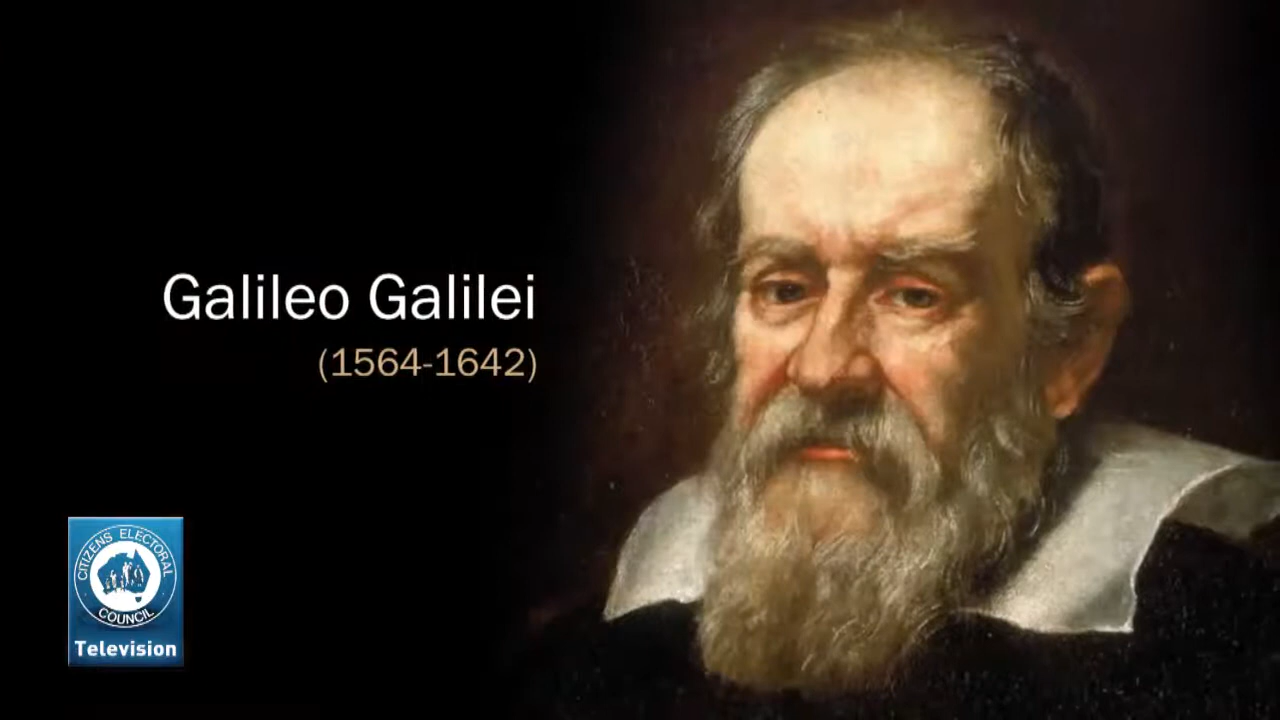 Galileo Galilei
(1564-1642)
CITIZENS ELECTORAL
COUNCIL
Television